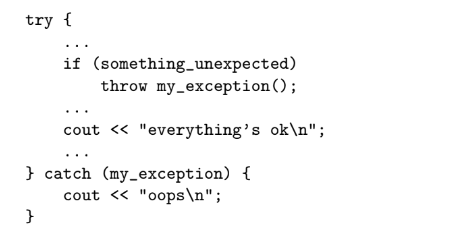 try {
    ...
    if (something_unexpected)
        throw my_exception();
    ...
    cout << "everything's ok\n";
    ...
} catch (my_exception) {
    cout << "oops\n";
}